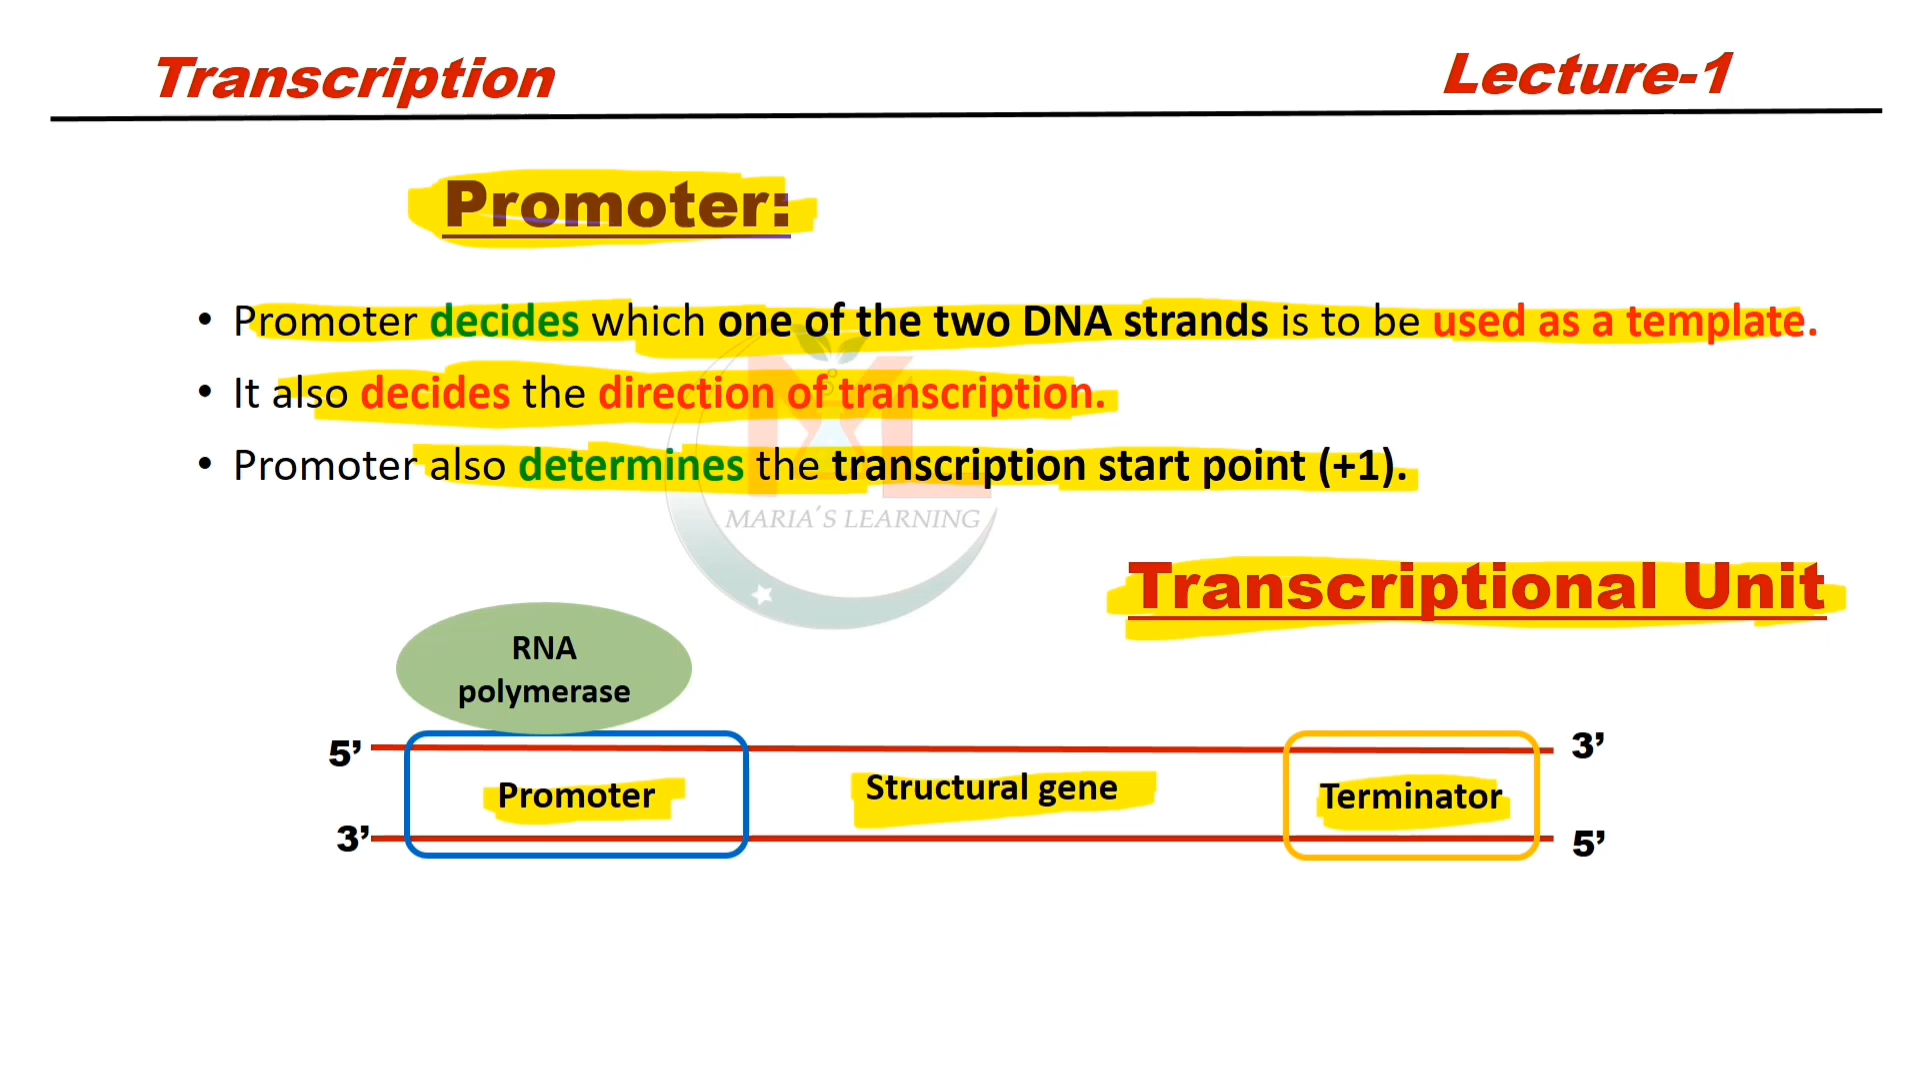 Transcription
Lecture-1
Promoter:
• Promoter decides which one of the two DNA strands is to be used as a template.
• It also decides the direction of transcription.
• Promoter also determines the transcription start point (+1).
ML
MARIA'S LEARNING
Transcriptional Unit
RNA
polymerase
5’ 3’
Promoter Structural gene Terminator
3’ 5’